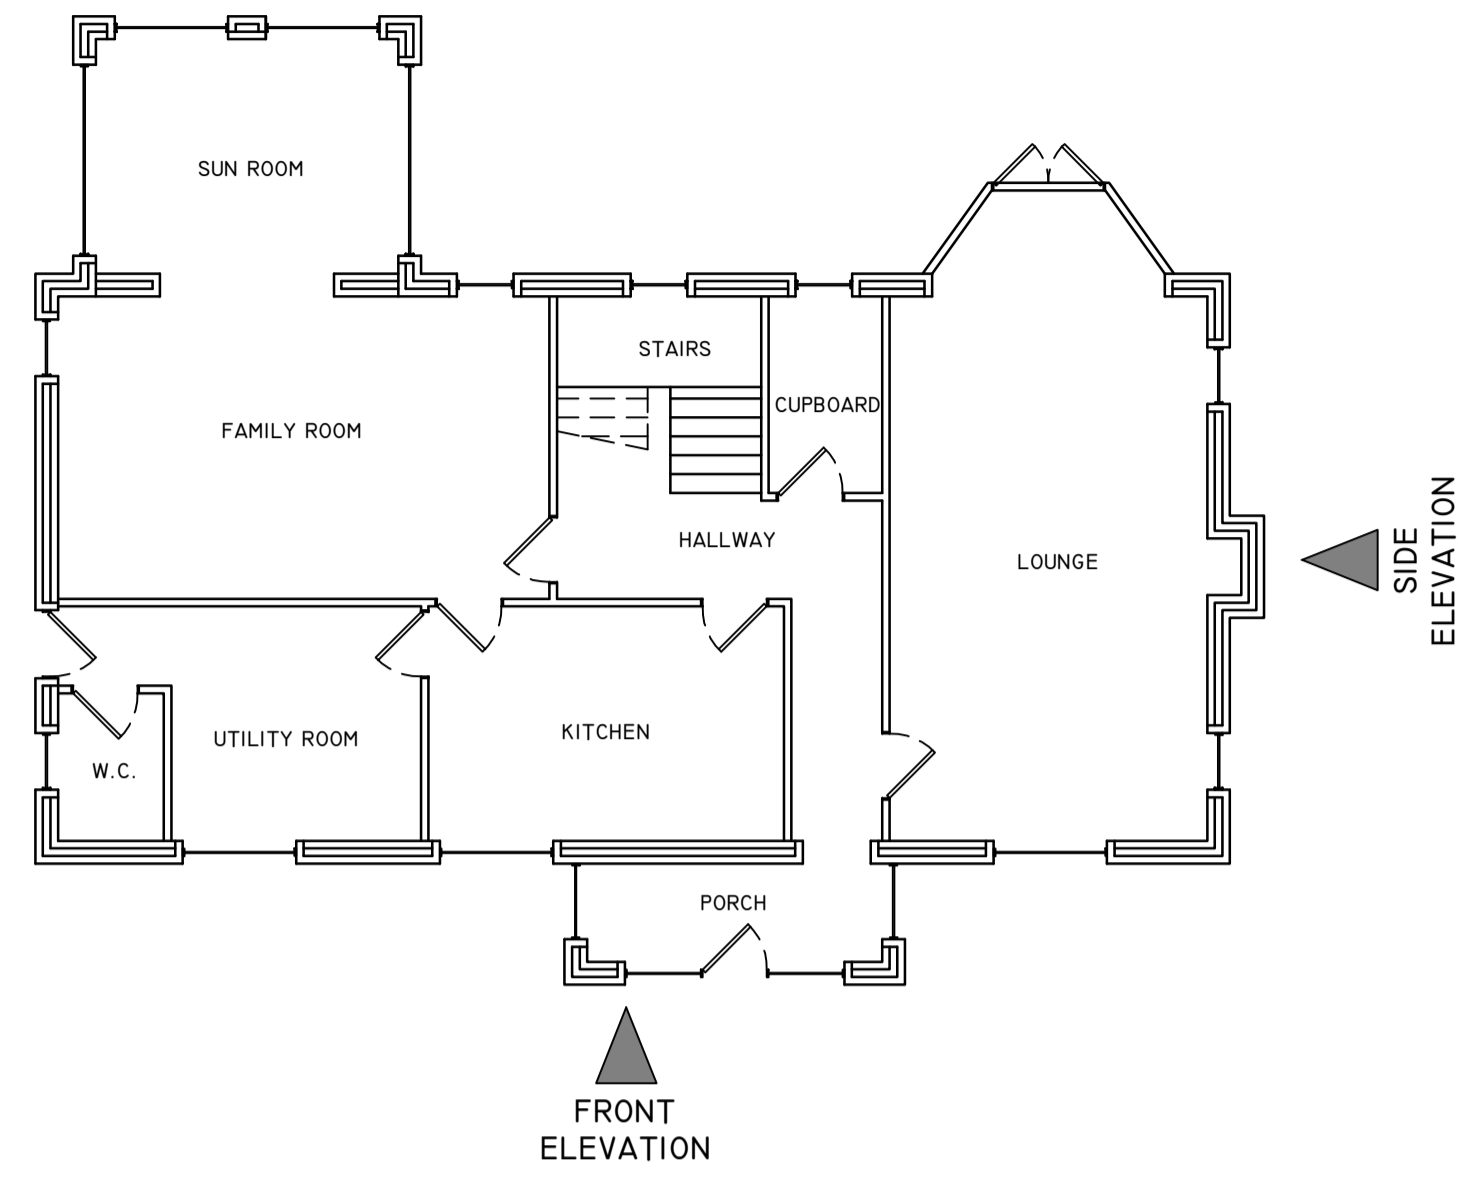 SUN ROOM
STAIRS
CUPBOARD
FAMILY ROOM
HALLWAY
LOUNGE
SIDE
ELEVATION
UTILITY ROOM
KITCHEN
W.C.
PORCH
FRONT
ELEVATION